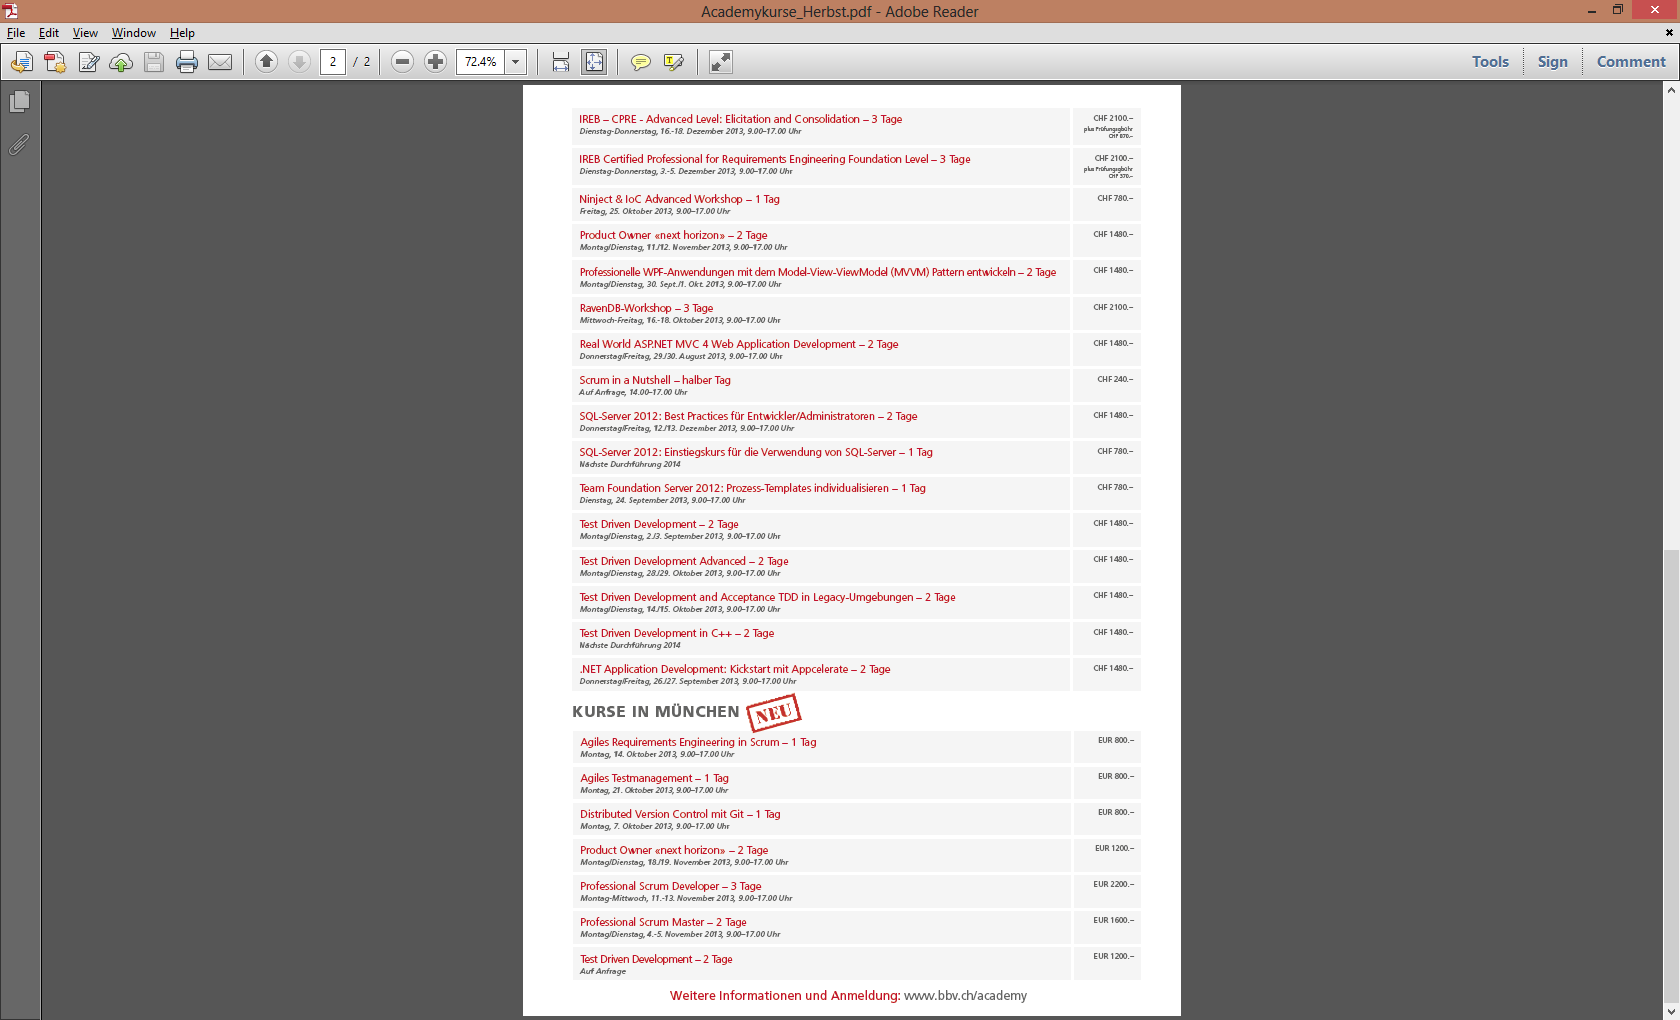 Academykurse_Herbst.pdf - Adobe Reader
File Edit View Window Help
2 / 2 72.4% Tools Sign Comment
IREB – CPRE - Advanced Level: Elicitation and Consolidation – 3 Tage CHF 2100.–
Dienstag-Donnerstag, 16.-18. Dezember 2013, 9.00–17.00 Uhr plus Prüfungsgbühr
CHF 870.–
IREB Certified Professional for Requirements Engineering Foundation Level – 3 Tage CHF 2100.–
Dienstag-Donnerstag, 3.-5. Dezember 2013, 9.00–17.00 Uhr plus Prüfungsgbühr
CHF 370.–
Ninject & IoC Advanced Workshop – 1 Tag CHF 780.–
Freitag, 25. Oktober 2013, 9.00–17.00 Uhr
Product Owner «next horizon» – 2 Tage CHF 1480.–
Montag/Dienstag, 11./12. November 2013, 9.00–17.00 Uhr
Professionelle WPF-Anwendungen mit dem Model-View-ViewModel (MVVM) Pattern entwickeln – 2 Tage CHF 1480.–
Montag/Dienstag, 30. Sept./1. Okt. 2013, 9.00–17.00 Uhr
RavenDB-Workshop – 3 Tage CHF 2100.–
Mittwoch-Freitag, 16.-18. Oktober 2013, 9.00–17.00 Uhr
Real World ASP.NET MVC 4 Web Application Development – 2 Tage CHF 1480.–
Donnerstag/Freitag, 29./30. August 2013, 9.00–17.00 Uhr
Scrum in a Nutshell – halber Tag CHF 240.–
Auf Anfrage, 14.00–17.00 Uhr
SQL-Server 2012: Best Practices für Entwickler/Administratoren – 2 Tage CHF 1480.–
Donnerstag/Freitag, 12./13. Dezember 2013, 9.00–17.00 Uhr
SQL-Server 2012: Einstiegskurs für die Verwendung von SQL-Server – 1 Tag CHF 780.–
Nächste Durchführung 2014
Team Foundation Server 2012: Prozess-Templates individualisieren – 1 Tag CHF 780.–
Dienstag, 24. September 2013, 9.00–17.00 Uhr
Test Driven Development – 2 Tage CHF 1480.–
Montag/Dienstag, 2./3. September 2013, 9.00–17.00 Uhr
Test Driven Development Advanced – 2 Tage CHF 1480.–
Montag/Dienstag, 28./29. Oktober 2013, 9.00–17.00 Uhr
Test Driven Development and Acceptance TDD in Legacy-Umgebungen – 2 Tage CHF 1480.–
Montag/Dienstag, 14./15. Oktober 2013, 9.00–17.00 Uhr
Test Driven Development in C++ – 2 Tage CHF 1480.–
Nächste Durchführung 2014
.NET Application Development: Kickstart mit Appcelerate – 2 Tage CHF 1480.–
Donnerstag/Freitag, 26./27. September 2013, 9.00–17.00 Uhr
KURSE IN MÜNCHEN NEU
Agiles Requirements Engineering in Scrum – 1 Tag EUR 800.–
Montag, 14. Oktober 2013, 9.00–17.00 Uhr
Agiles Testmanagement – 1 Tag EUR 800.–
Montag, 21. Oktober 2013, 9.00–17.00 Uhr
Distributed Version Control mit Git – 1 Tag EUR 800.–
Montag, 7. Oktober 2013, 9.00–17.00 Uhr
Product Owner «next horizon» – 2 Tage EUR 1200.–
Montag/Dienstag, 18./19. November 2013, 9.00–17.00 Uhr
Professional Scrum Developer – 3 Tage EUR 2200.–
Montag-Mittwoch, 11.-13. November 2013, 9.00–17.00 Uhr
Professional Scrum Master – 2 Tage EUR 1600.–
Montag/Dienstag, 4.-5. November 2013, 9.00–17.00 Uhr
Test Driven Development – 2 Tage EUR 1200.–
Auf Anfrage
Weitere Informationen und Anmeldung: www.bbv.ch/academy